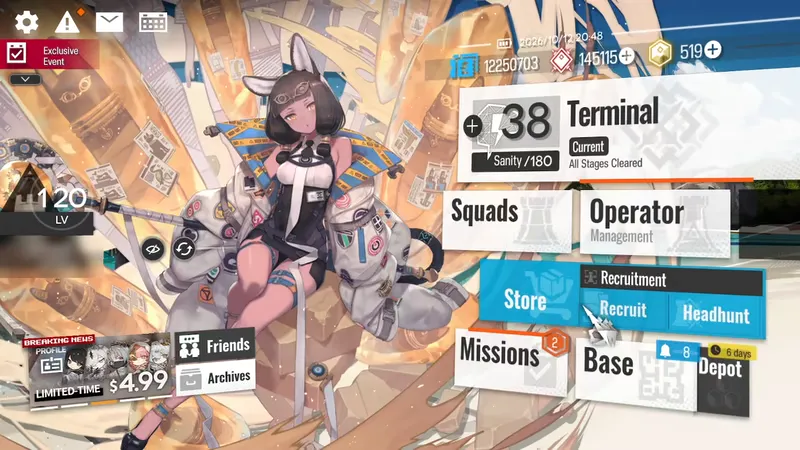 Exclusive
Event
2026/10/12 20:48
12250703
145115
519
38
Sanity /180
Terminal
Current
All Stages Cleared
120
LV
Squads
Operator
Management
Recruitment
Store
Recruit
Headhunt
Missions
2
Base
8
6 days
Depot
BREAKING NEWS
PROFILE
LIMITED-TIME
$4.99
Friends
Archives